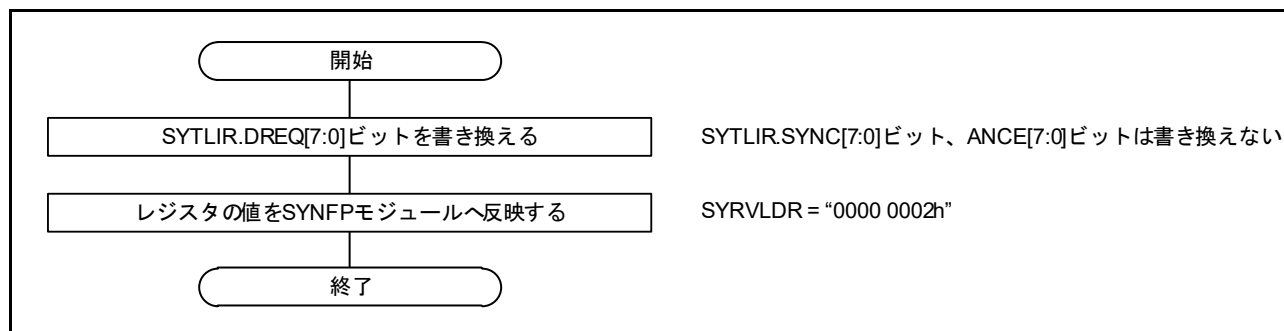 開始
SYTLIR.DREQ[7:0]ビットを書き換える
SYTLIR.SYNC[7:0]ビット、ANCE[7:0]ビットは書き換えない
レジスタの値をSYNFPモジュールへ反映する
SYRVLDR = “0000 0002h”
終了